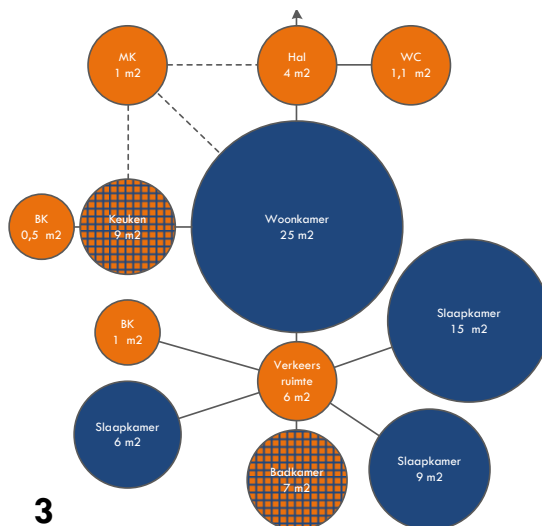 MK
1 m2
Hal
4 m2
WC
1,1 m2
BK
0,5 m2
Keuken
9 m2
Woonkamer
25 m2
Slaapkamer
15 m2
BK
1 m2
Verkeers
ruimte
6 m2
Slaapkamer
6 m2
Badkamer
7 m2
Slaapkamer
9 m2
3